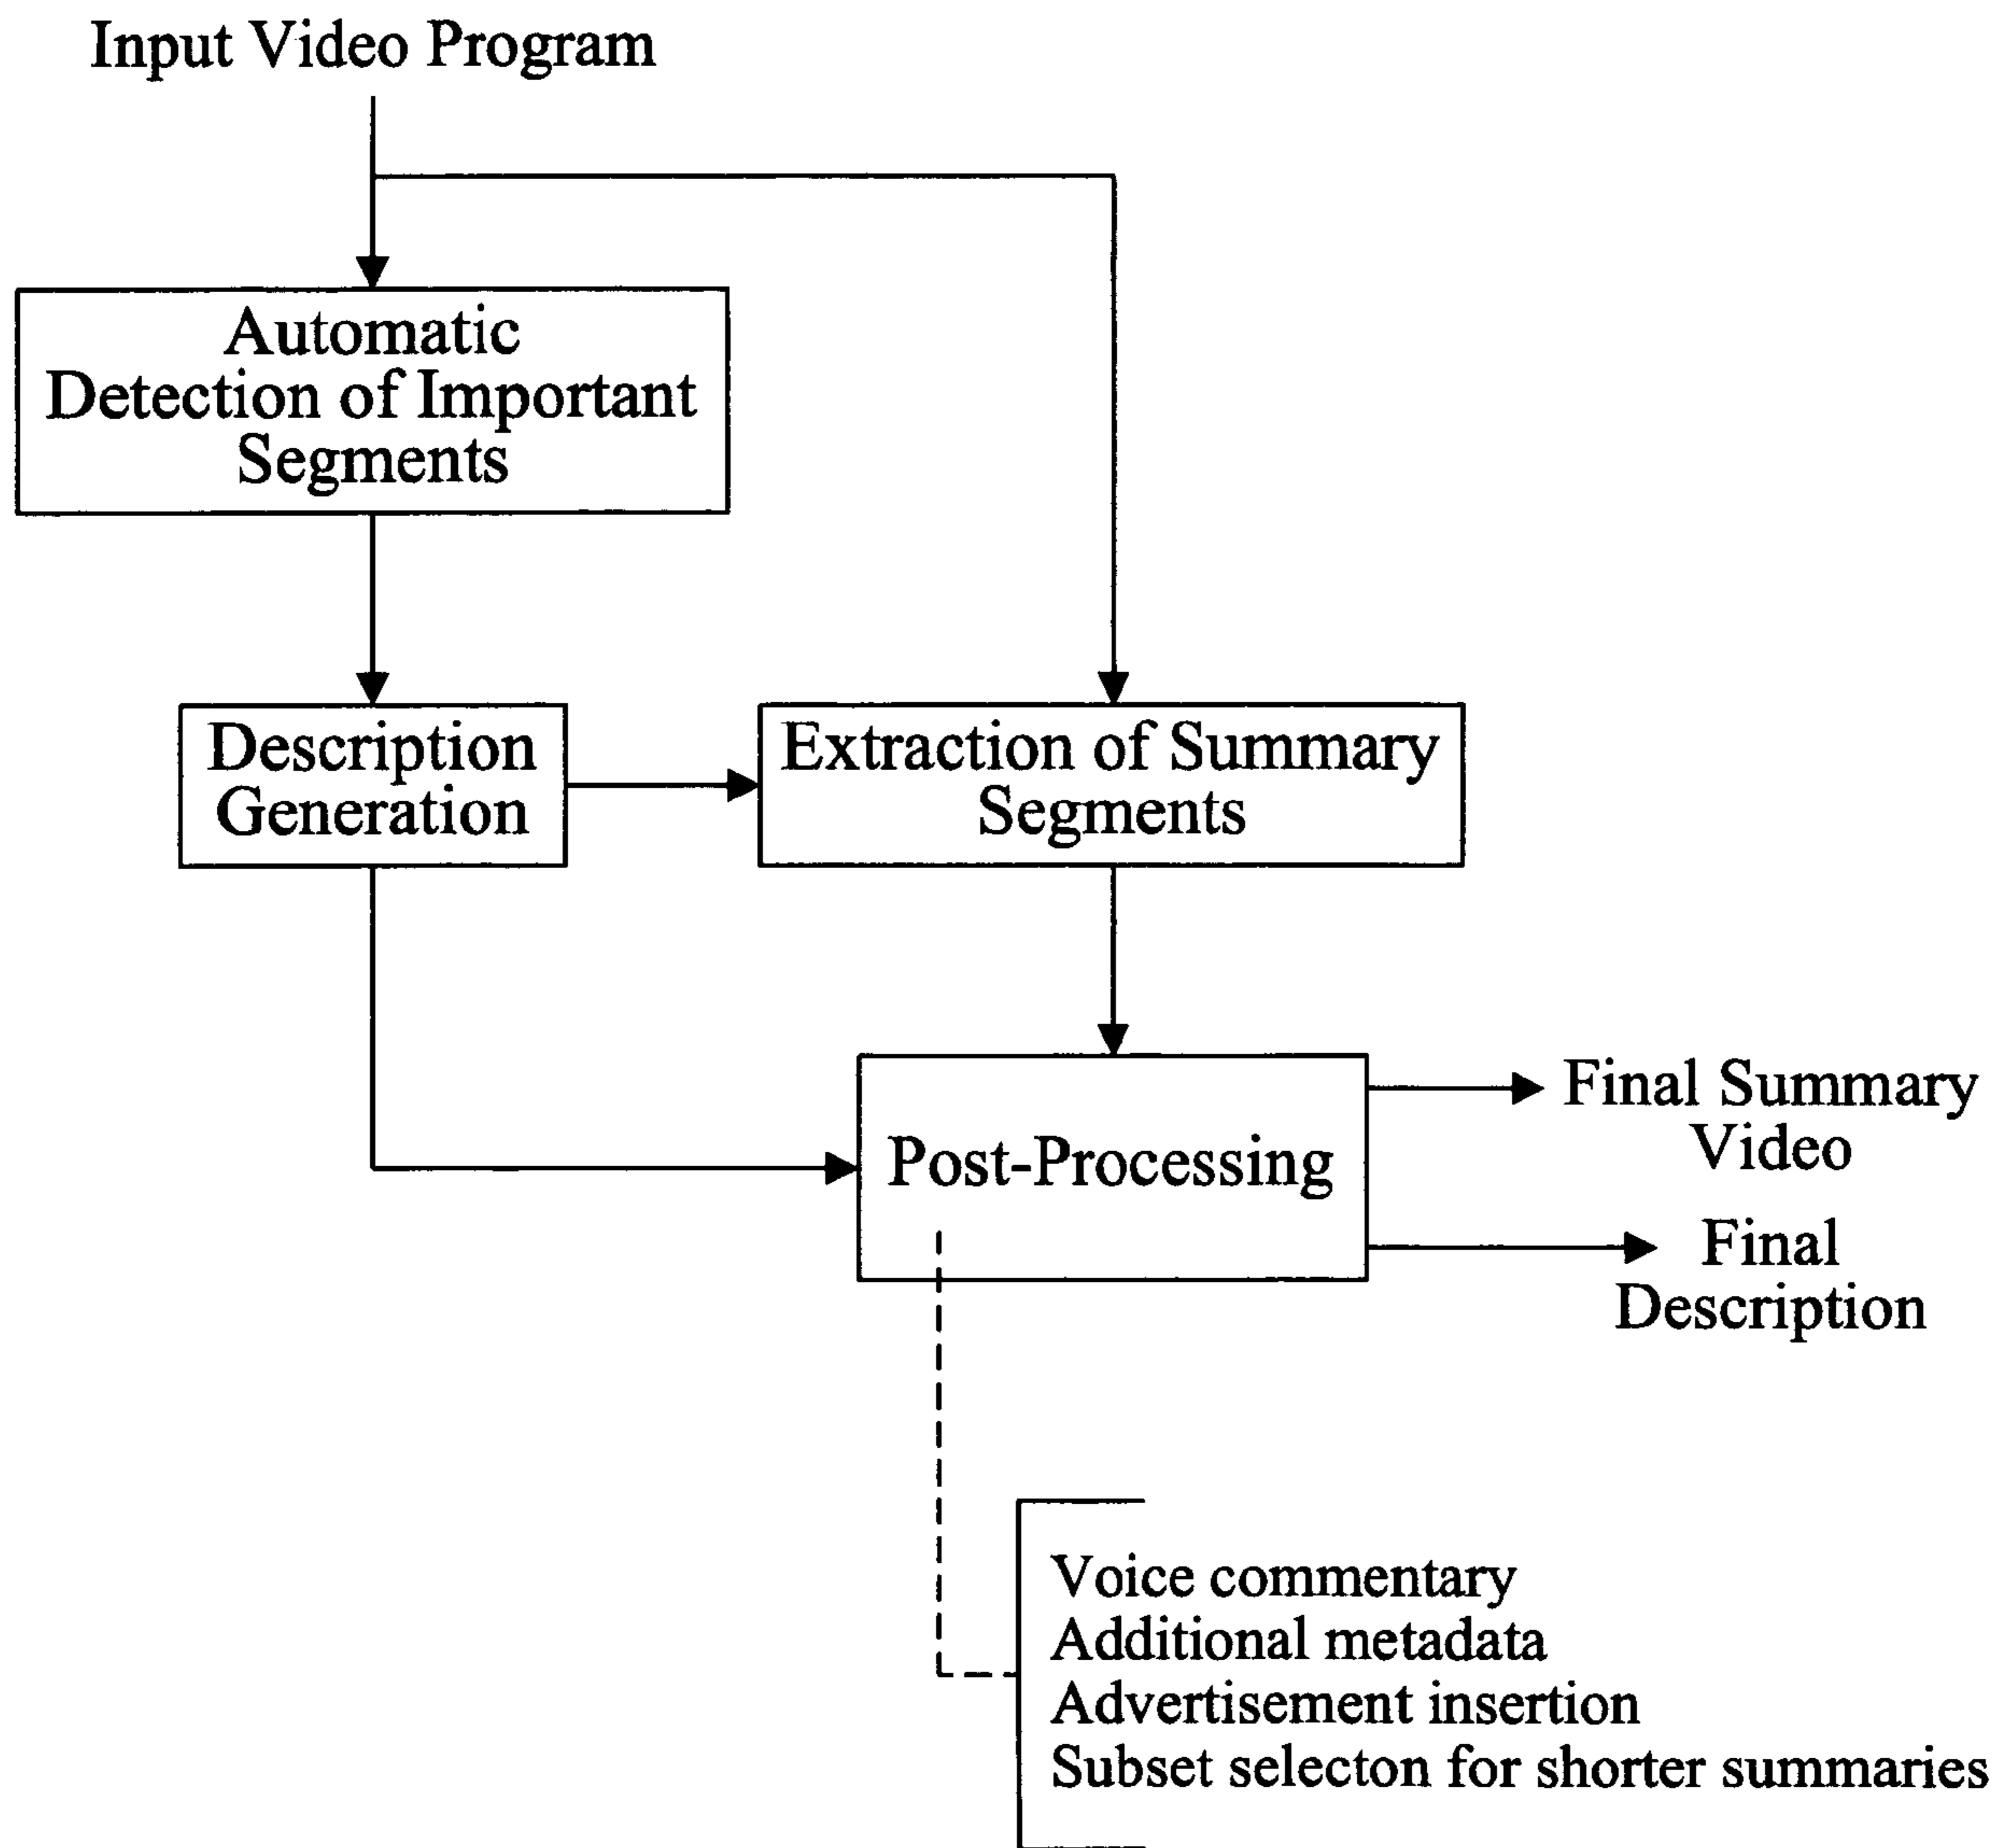 Input Video Program
Automatic
Detection of Important
Segments
Description
Generation
Extraction of Summary
Segments
Post-Processing
Final Summary
Video
Final
Description
Voice commentary
Additional metadata
Advertisement insertion
Subset selecton for shorter summaries